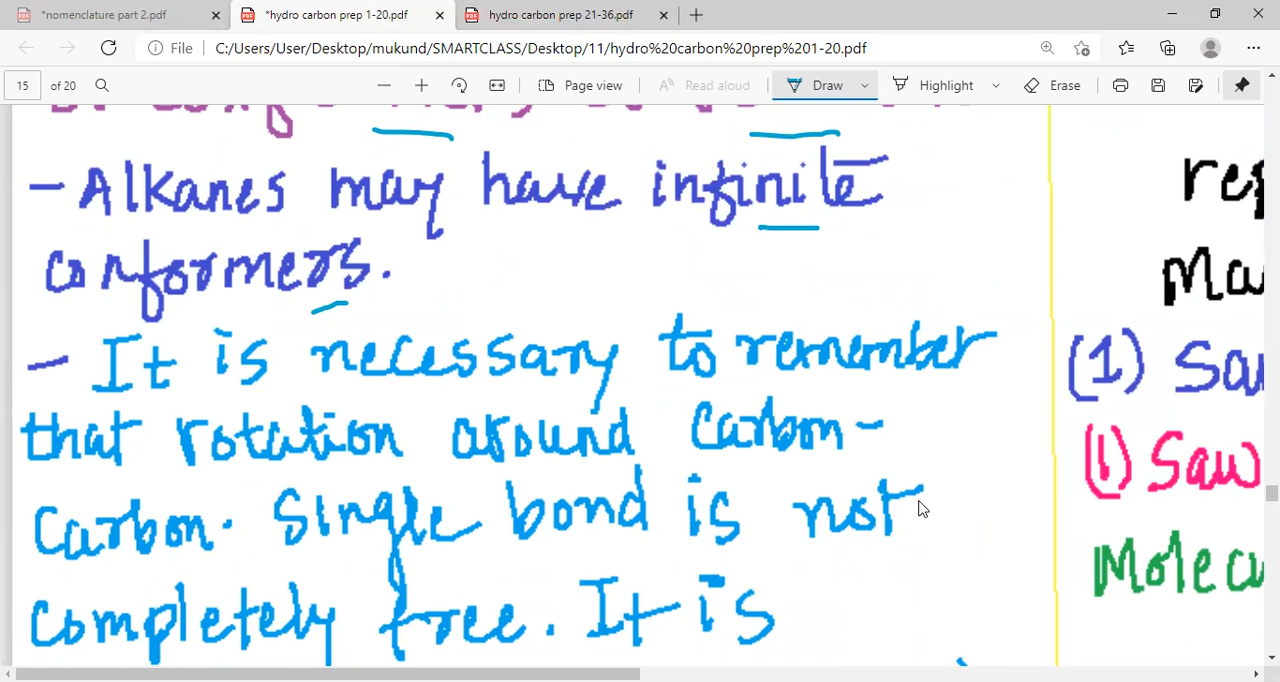 *nomenclature part 2.pdf
*hydro carbon prep 1-20.pdf
hydro carbon prep 21-36.pdf
File C:/Users/User/Desktop/mukund/SMARTCLASS/Desktop/11/hydro%20carbon%20prep%201-20.pdf
15 of 20
Page view
Read aloud
Draw
Highlight
Erase
- Alkanes may have infinite
conformers.
- It is necessary to remember
that rotation around carbon-
carbon. single bond is not
completely free. It is
(1)
(1) Saw